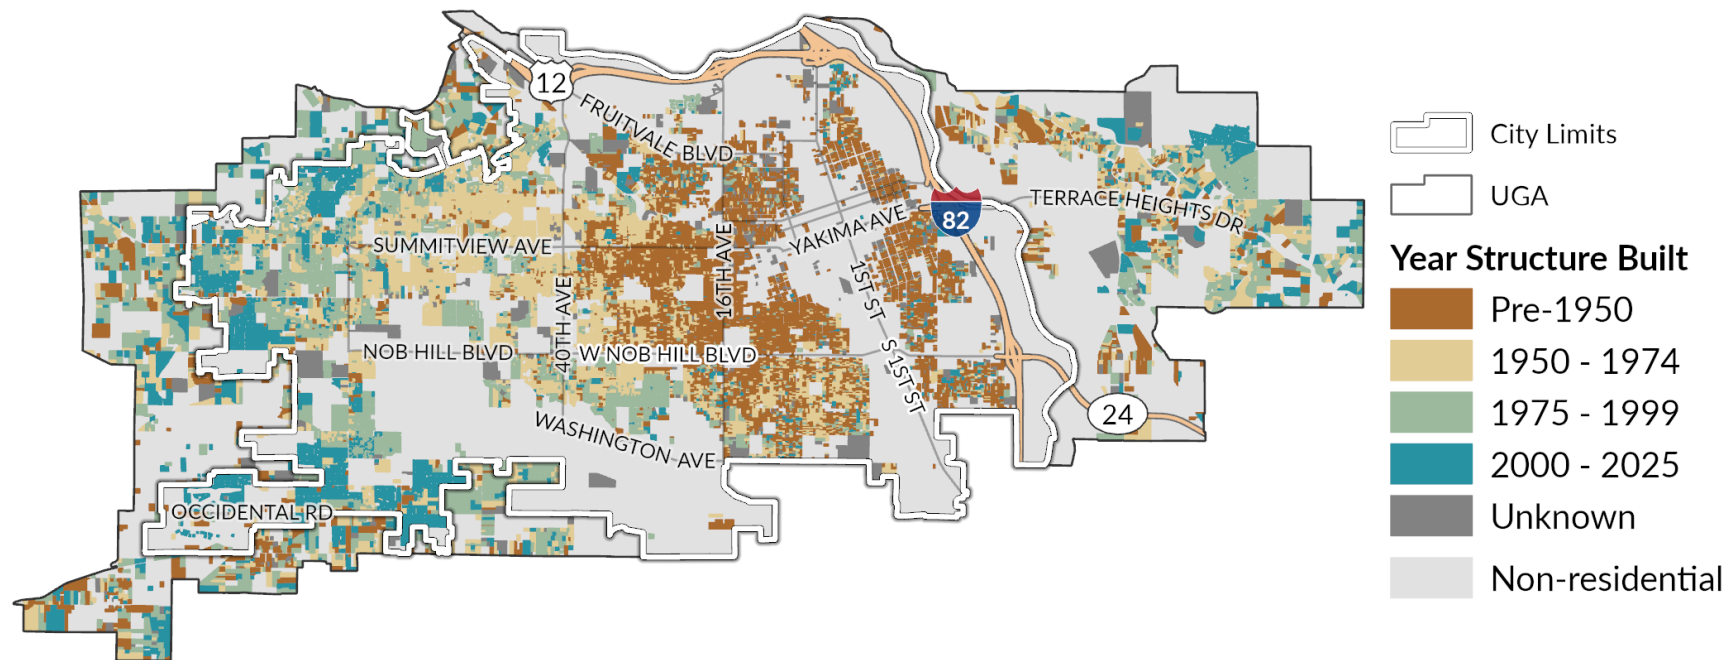 12
FRUITVALE BLVD
82
TERRACE HEIGHTS DR
YAKIMA AVE
SUMMITVIEW AVE
16TH AVE
40TH AVE
1ST ST
NOB HILL BLVD
W NOB HILL BLVD
S 1ST ST
24
WASHINGTON AVE
OCCIDENTAL RD
City Limits
UGA
Year Structure Built
Pre-1950
1950 - 1974
1975 - 1999
2000 - 2025
Unknown
Non-residential